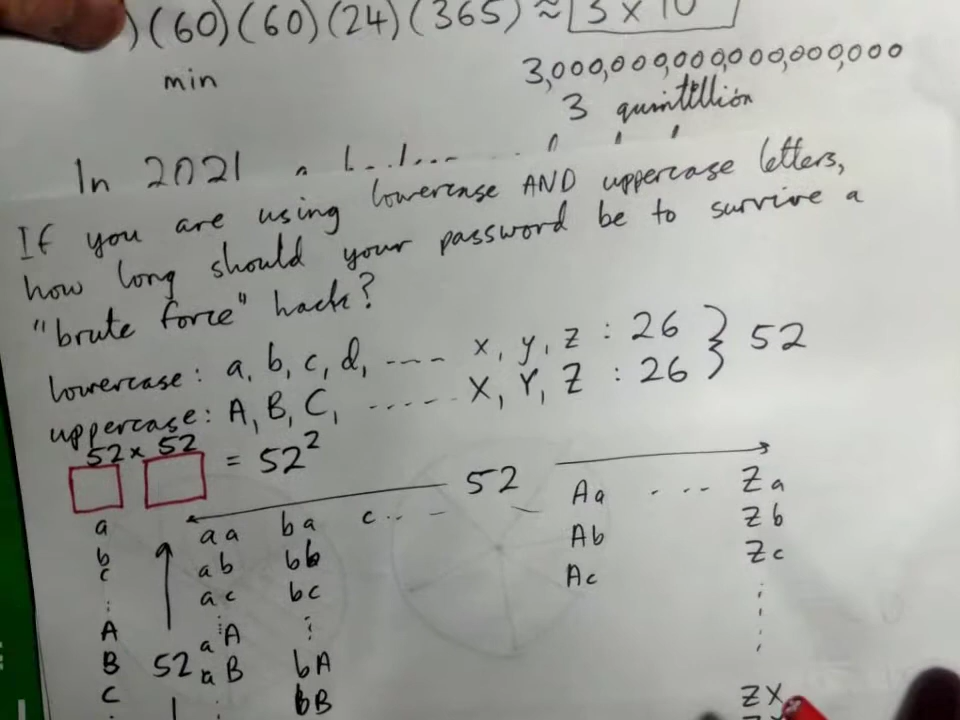 )(60)(60)(24)(365) ≈ 3 × 10
min
3,000,000,000,000,000,000
3 quintillion
In 2021 a
If you are using lowercase AND uppercase letters,
how long should your password be to survive a
"brute force" hack?
lowercase: a, b, c, d, ---- x, y, z : 26
uppercase: A, B, C, ...... X, Y, Z : 26 } 52
52 × 52
= 52²
52
a aa ba c.. Aa ... Za
b ab bb Ab Zb
c ac bc Ac Zc
A aA
B 52 aB bA
C bB ZX